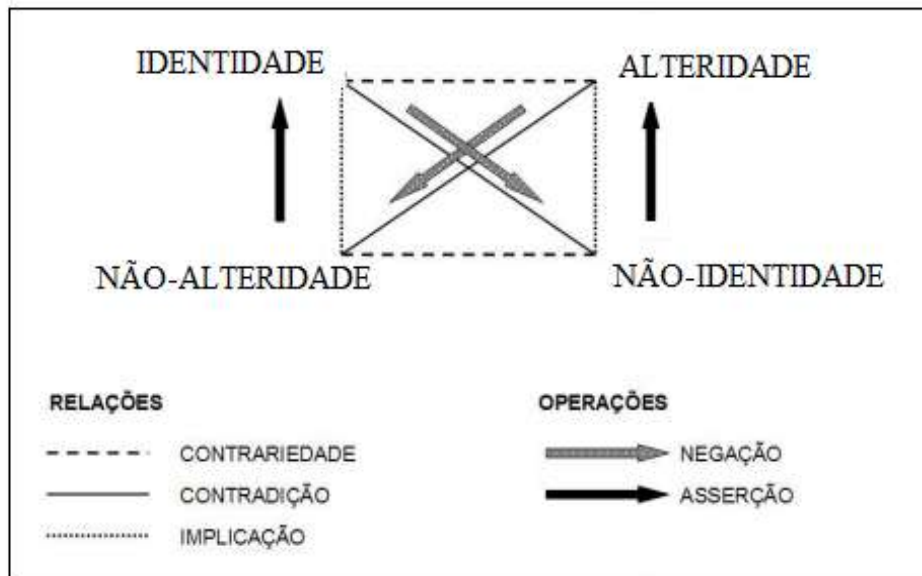 IDENTIDADE ALTERIDADE
NÃO-ALTERIDADE NÃO-IDENTIDADE
RELAÇÕES OPERAÇÕES
CONTRARIEDADE NEGAÇÃO
CONTRADIÇÃO ASSERÇÃO
IMPLICAÇÃO